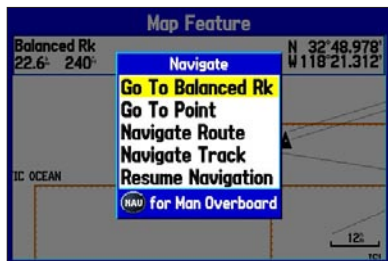 Map Feature
Balanced Rk
22.6 240°
N 32°48.978'
W118°21.312'
Navigate
Go To Balanced Rk
Go To Point
Navigate Route
Navigate Track
Resume Navigation
NAV for Man Overboard
IC OCEAN
12